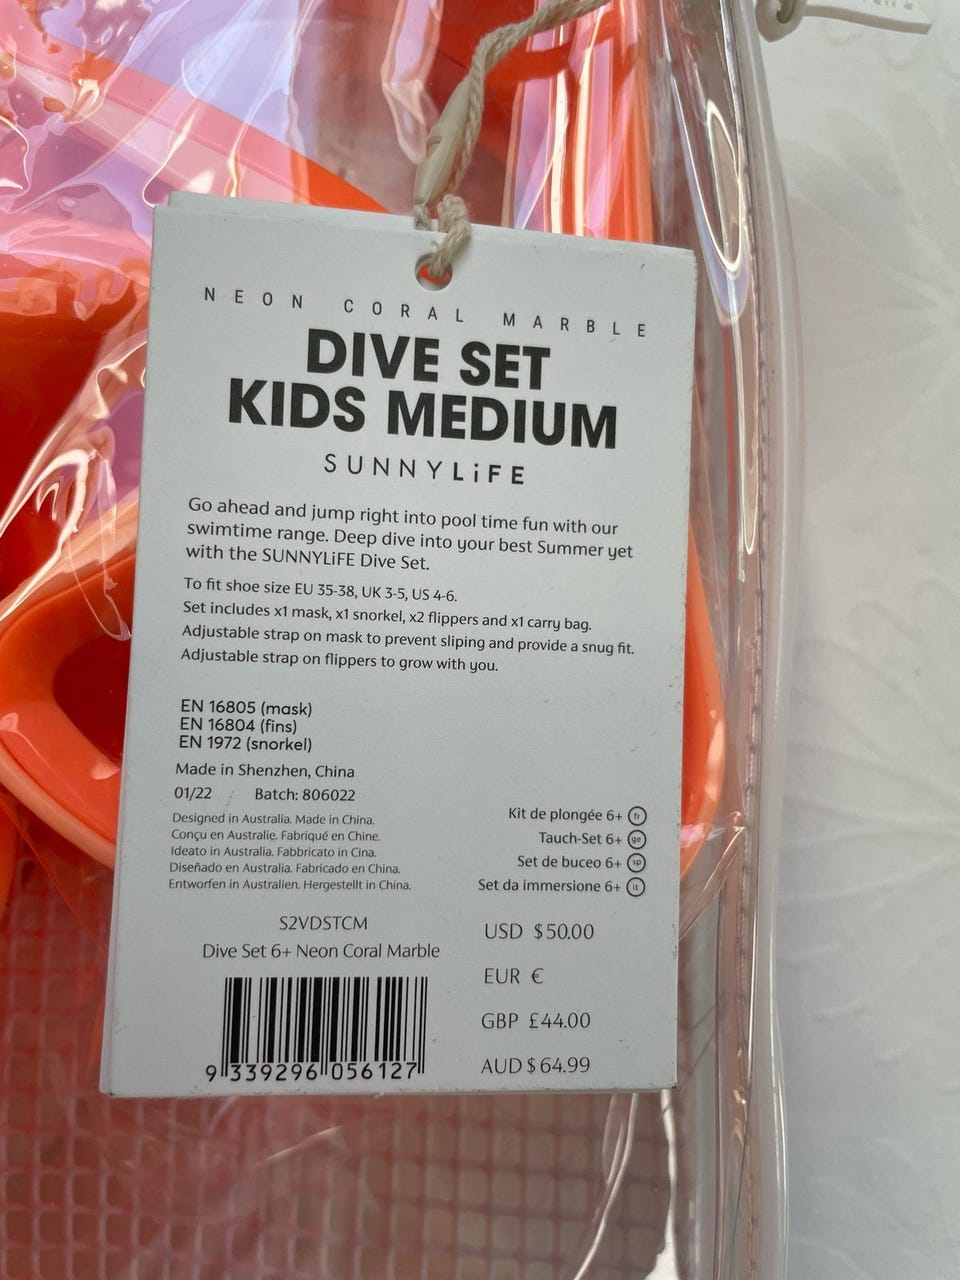 NEON CORAL MARBLE
DIVE SET
KIDS MEDIUM
SUNNYLiFE
Go ahead and jump right into pool time fun with our
swimtime range. Deep dive into your best Summer yet
with the SUNNYLiFE Dive Set.
To fit shoe size EU 35-38, UK 3-5, US 4-6.
Set includes x1 mask, x1 snorkel, x2 flippers and x1 carry bag.
Adjustable strap on mask to prevent sliping and provide a snug fit.
Adjustable strap on flippers to grow with you.
EN 16805 (mask)
EN 16804 (fins)
EN 1972 (snorkel)
Made in Shenzhen, China
01/22 Batch: 806022
Designed in Australia. Made in China.
Conçu en Australie. Fabriqué en Chine.
Ideato in Australia. Fabbricato in Cina.
Diseñado en Australia. Fabricado en China.
Entworfen in Australien. Hergestellt in China.
Kit de plongée 6+ fr
Tauch-Set 6+ ge
Set de buceo 6+ sp
Set da immersione 6+ it
S2VDSTCM
Dive Set 6+ Neon Coral Marble
9 339296 056127
USD $50.00
EUR €
GBP £44.00
AUD $64.99